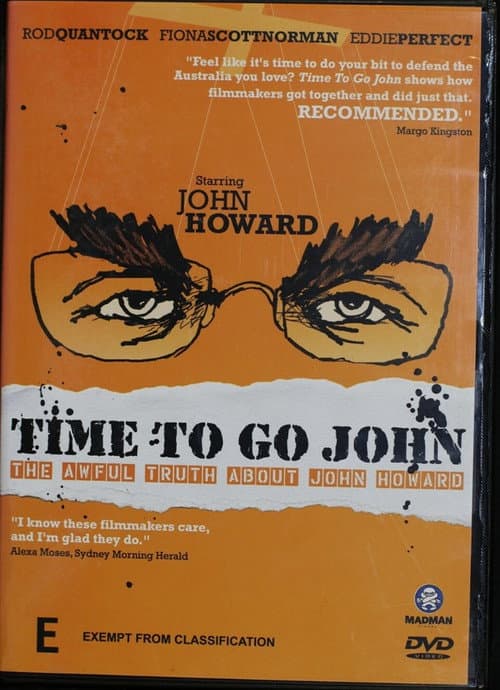 RODQUANTOCK FIONASCOTTNORMAN EDDIEPERFECT
"Feel like it's time to do your bit to defend the
Australia you love? Time To Go John shows how
filmmakers got together and did just that.
RECOMMENDED."
Margo Kingston
Starring
JOHN
HOWARD
TIME TO GO JOHN
THE AWFUL TRUTH ABOUT JOHN HOWARD
"I know these filmmakers care,
and I'm glad they do."
Alexa Moses, Sydney Morning Herald
E EXEMPT FROM CLASSIFICATION
MADMAN
DVD
VIDEO